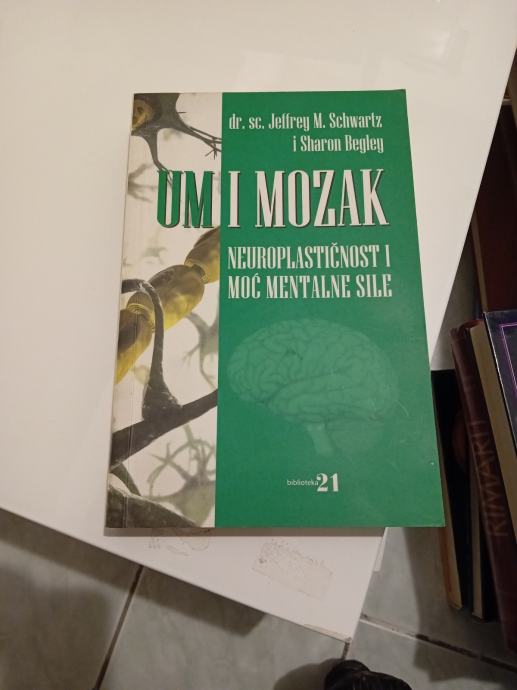 dr. sc. Jeffrey M. Schwartz
i Sharon Begley
UM I MOZAK
NEUROPLASTIČNOST I
MOĆ MENTALNE SILE
biblioteka 21